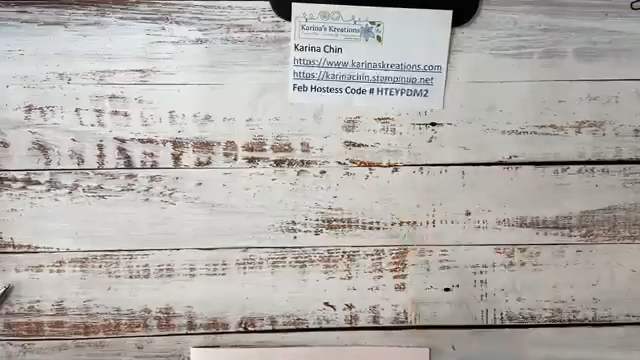 Karina's Kreations
Karina Chin
https://www.karinaskreations.com
https://karinachin.stampinup.net
Feb Hostess Code # HTEYPDM2